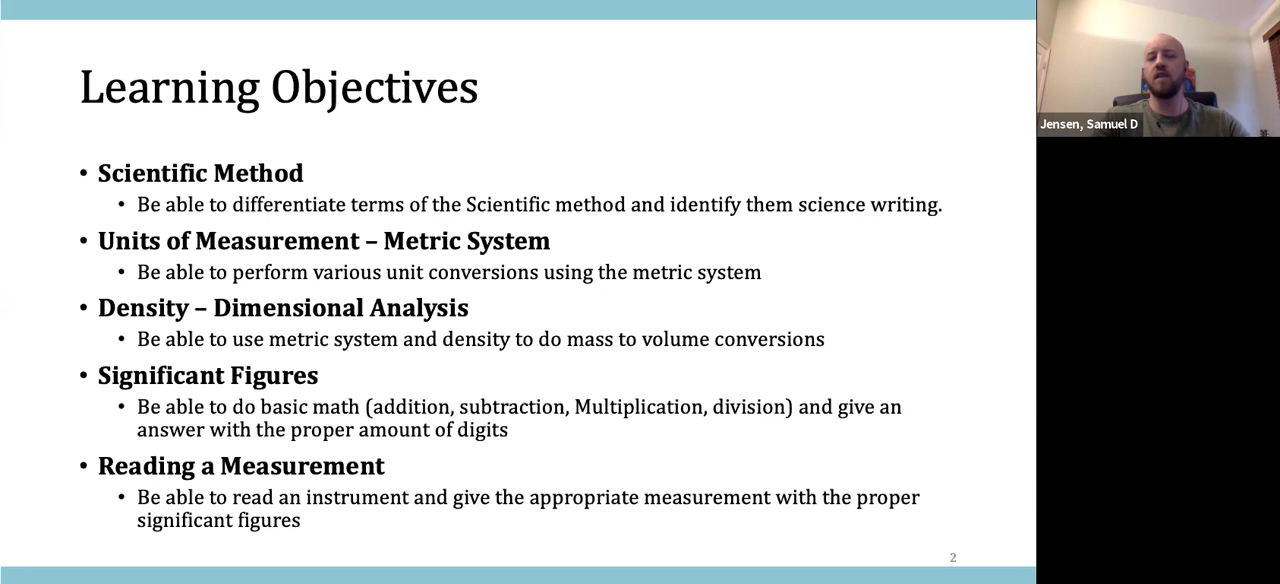 Learning Objectives
• Scientific Method
• Be able to differentiate terms of the Scientific method and identify them science writing.
• Units of Measurement – Metric System
• Be able to perform various unit conversions using the metric system
• Density – Dimensional Analysis
• Be able to use metric system and density to do mass to volume conversions
• Significant Figures
• Be able to do basic math (addition, subtraction, Multiplication, division) and give an
answer with the proper amount of digits
• Reading a Measurement
• Be able to read an instrument and give the appropriate measurement with the proper
significant figures
2
Jensen, Samuel D